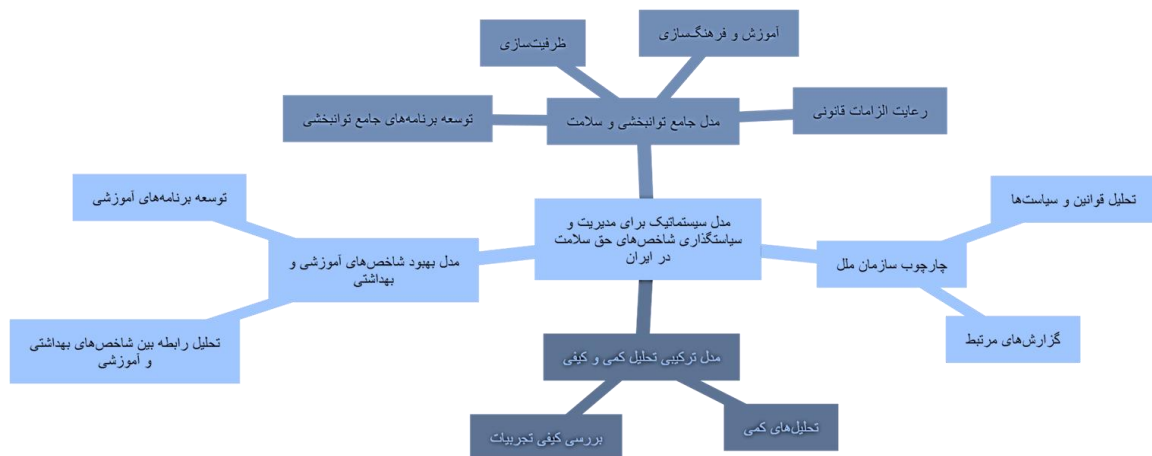 آموزش و فرهنگ‌سازی
ظرفیت‌سازی
رعایت الزامات قانونی
مدل جامع توانبخشی و سلامت
توسعه برنامه‌های جامع توانبخشی
تحلیل قوانین و سیاست‌ها
توسعه برنامه‌های آموزشی
مدل سیستماتیک برای مدیریت و
سیاستگذاری شاخص‌های حق سلامت
در ایران
چارچوب سازمان ملل
مدل بهبود شاخص‌های آموزشی و
بهداشتی
گزارش‌های مرتبط
تحلیل رابطه بین شاخص‌های بهداشتی
و آموزشی
مدل ترکیبی تحلیل کمی و کیفی
تحلیل‌های کمی
بررسی کیفی تجربیات